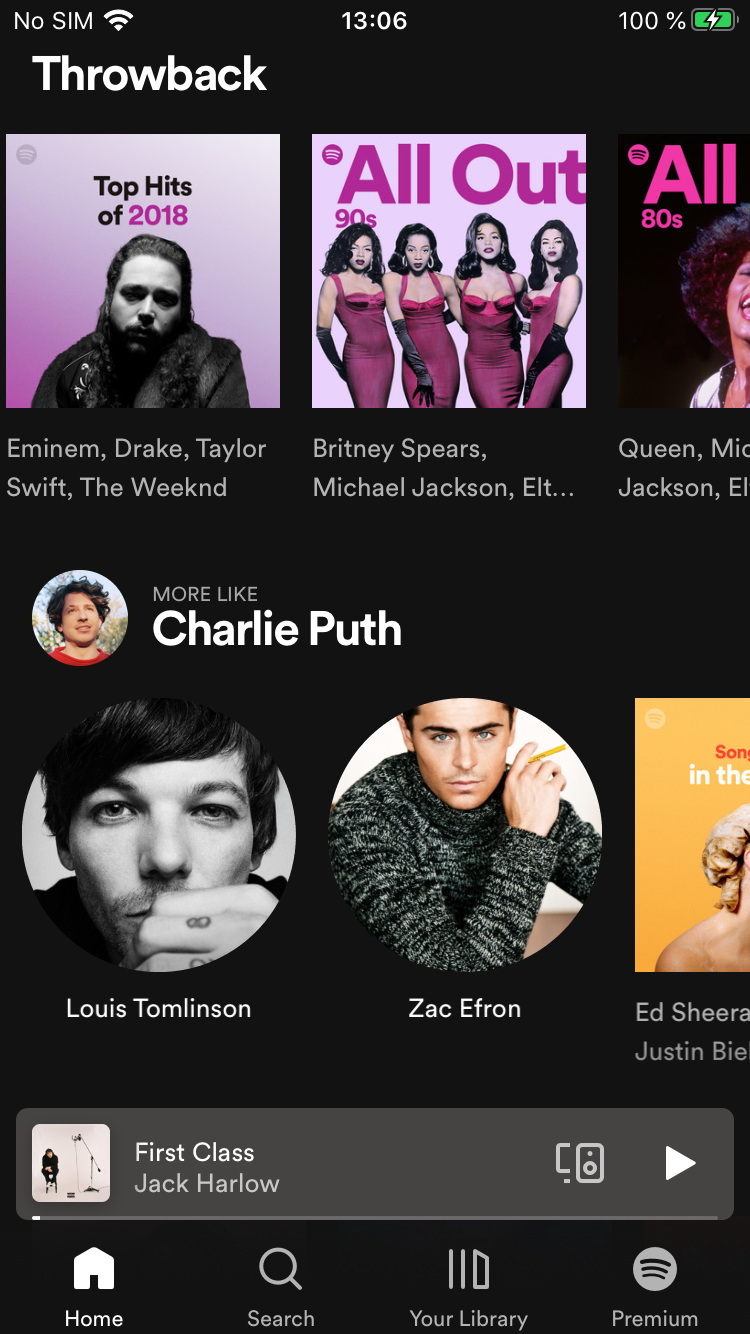 No SIM 13:06 100 %
Throwback
Top Hits
of 2018
All Out
90s
All
80s
Eminem, Drake, Taylor
Swift, The Weeknd
Britney Spears,
Michael Jackson, Elt...
Queen, Mic
Jackson, El
MORE LIKE
Charlie Puth
Song
in the
Louis Tomlinson
Zac Efron
Ed Sheera
Justin Bie
First Class
Jack Harlow
Home
Search
Your Library
Premium